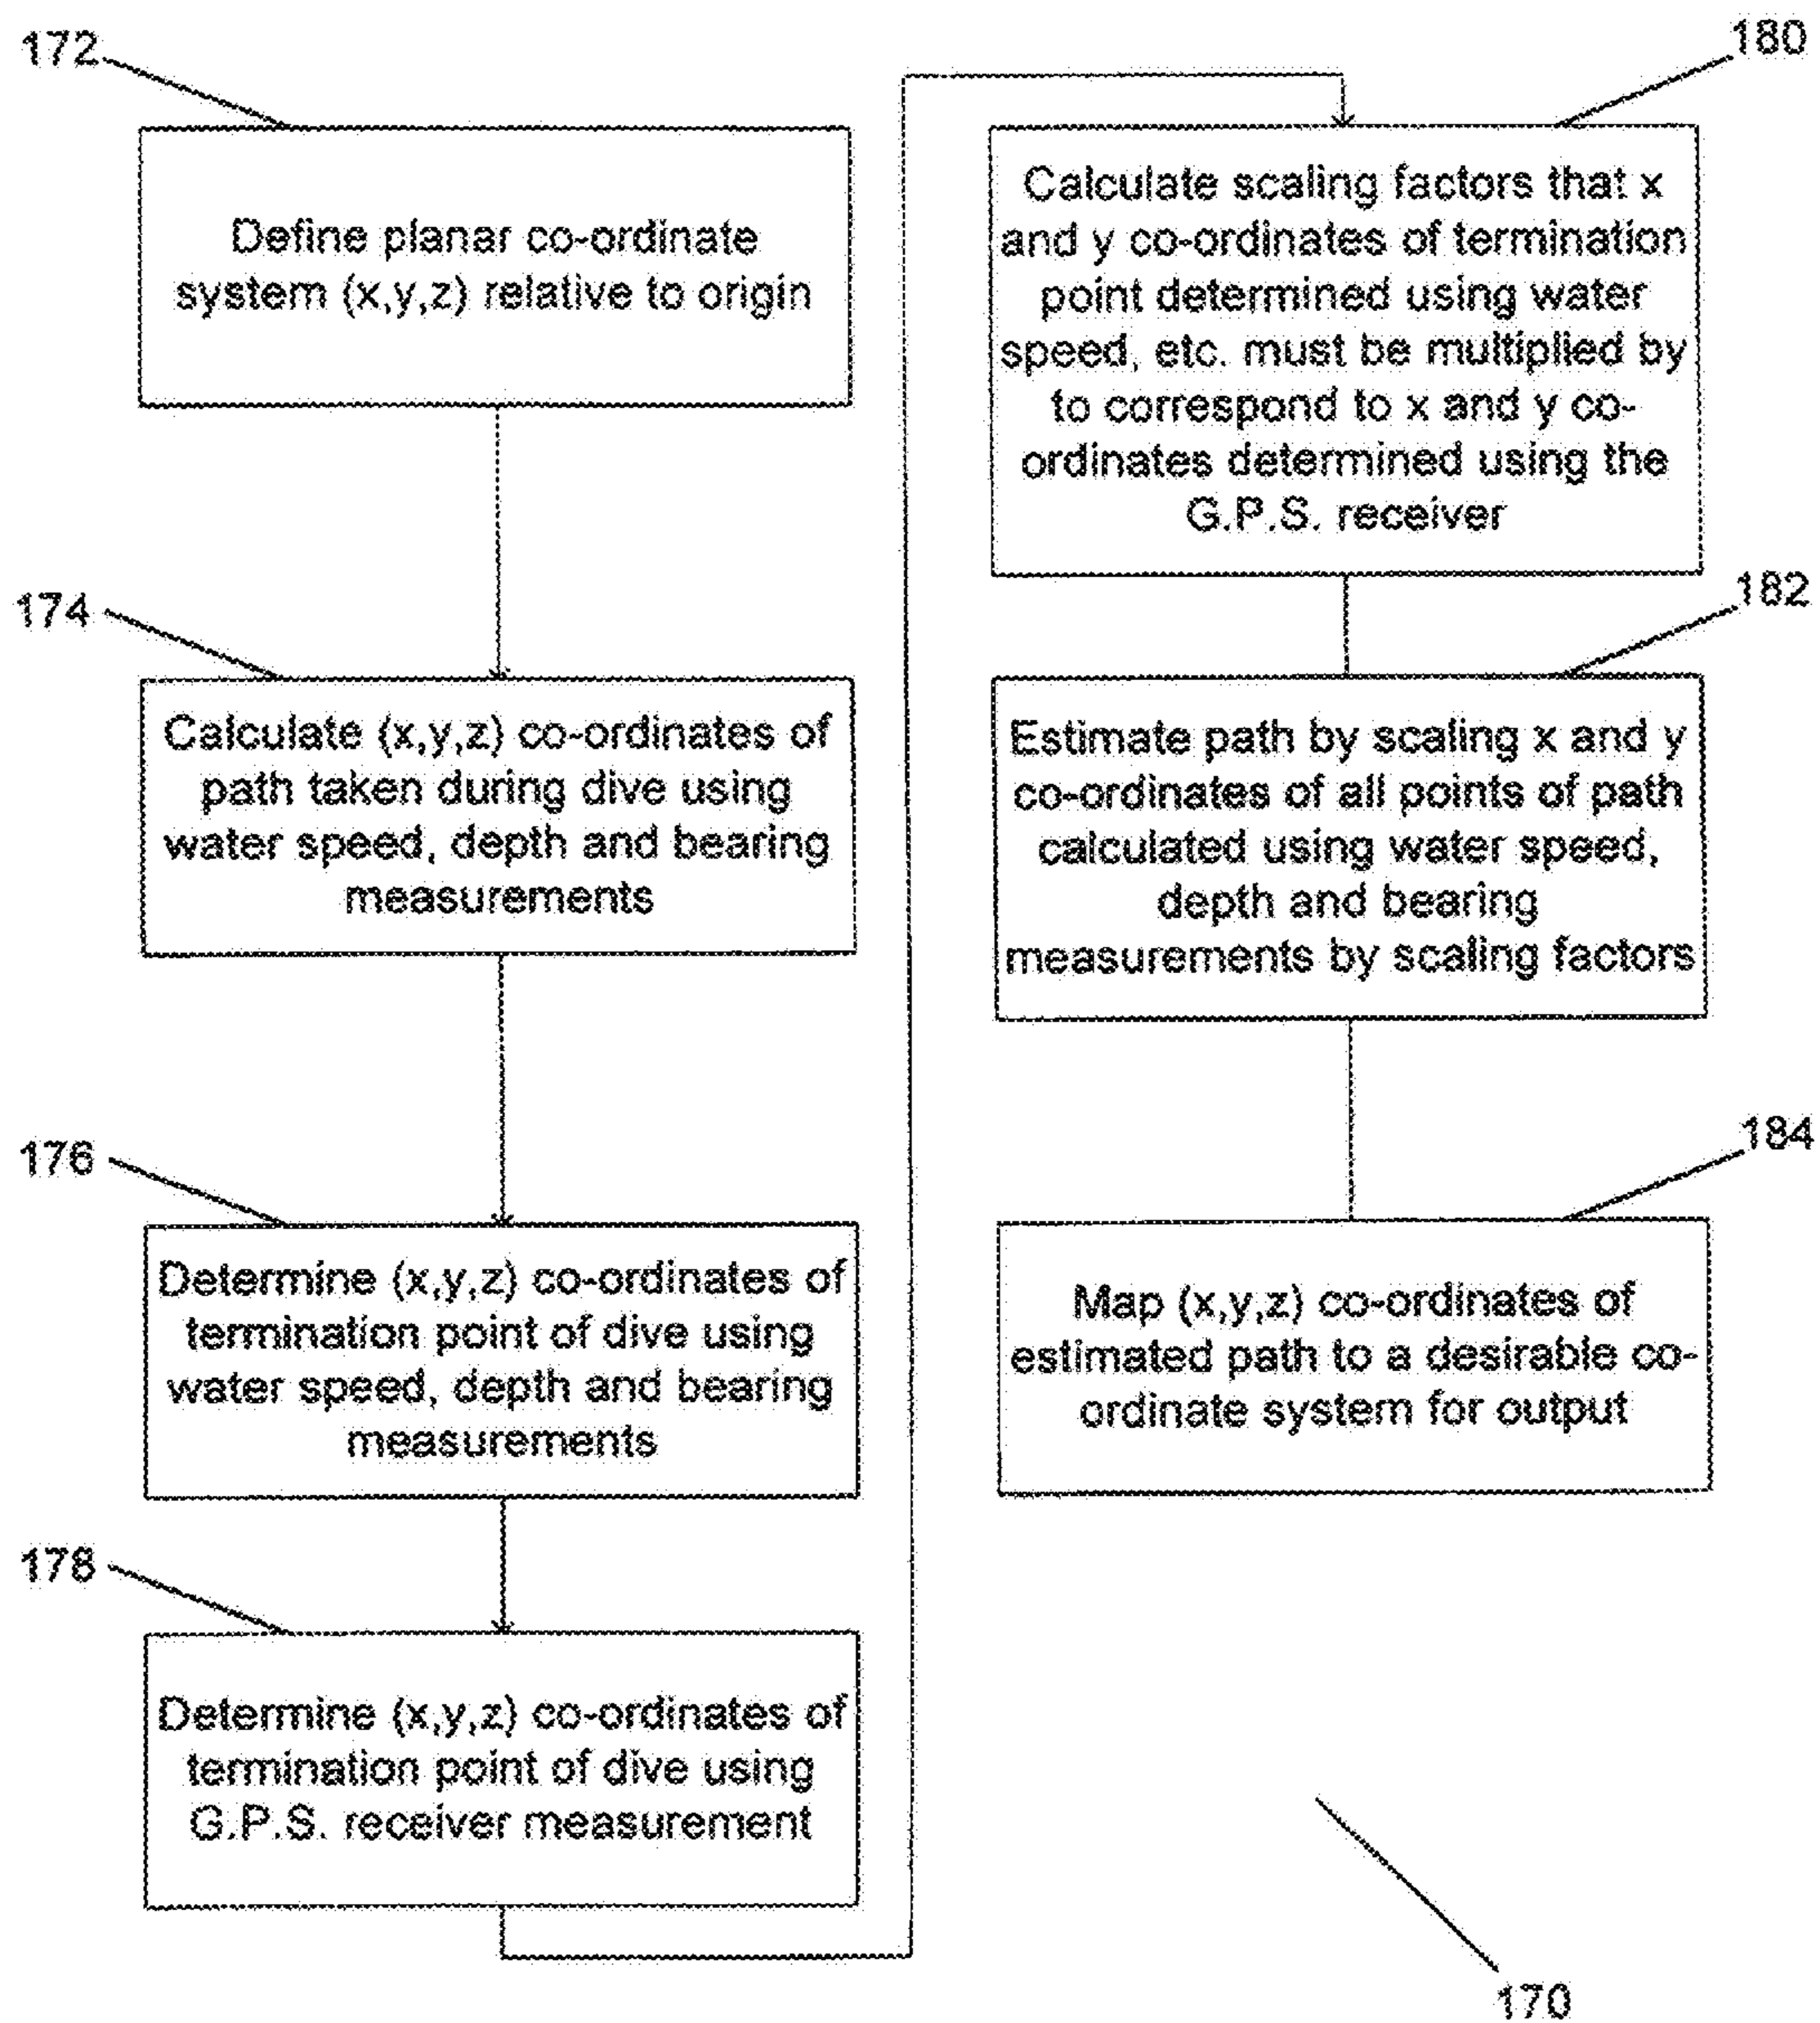 172
Define planar co-ordinate
system (x,y,z) relative to origin
174
Calculate (x,y,z) co-ordinates of
path taken during dive using
water speed, depth and bearing
measurements
176
Determine (x,y,z) co-ordinates of
termination point of dive using
water speed, depth and bearing
measurements
178
Determine (x,y,z) co-ordinates of
termination point of dive using
G.P.S. receiver measurement
180
Calculate scaling factors that x
and y co-ordinates of termination
point determined using water
speed, etc. must be multiplied by
to correspond to x and y co-
ordinates determined using the
G.P.S. receiver
182
Estimate path by scaling x and y
co-ordinates of all points of path
calculated using water speed,
depth and bearing
measurements by scaling factors
184
Map (x,y,z) co-ordinates of
estimated path to a desirable co-
ordinate system for output
170